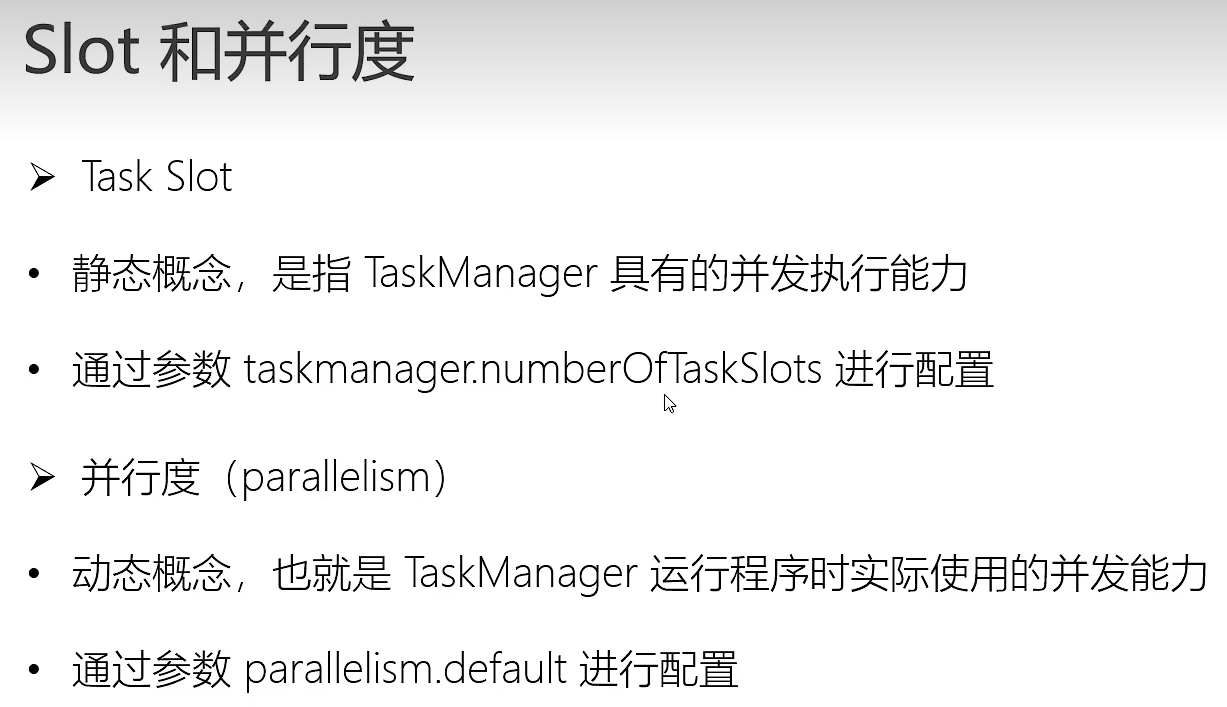 Slot 和并行度
Task Slot
静态概念，是指 TaskManager 具有的并发执行能力
通过参数 taskmanager.numberOfTaskSlots 进行配置
并行度（parallelism）
动态概念，也就是 TaskManager 运行程序时实际使用的并发能力
通过参数 parallelism.default 进行配置